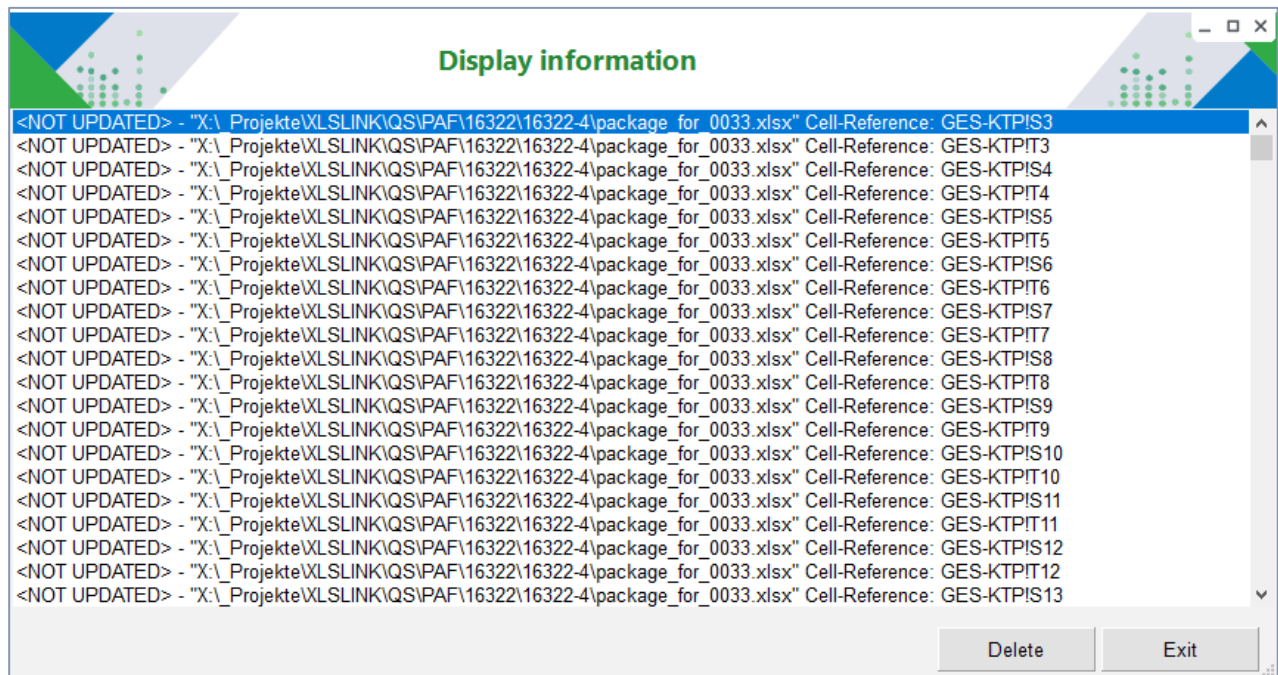 Display information
<NOT UPDATED> - "X:\_Projekte\XLSLINK\QS\PAF\16322\16322-4\package_for_0033.xlsx" Cell-Reference: GES-KTP!S3
<NOT UPDATED> - "X:\_Projekte\XLSLINK\QS\PAF\16322\16322-4\package_for_0033.xlsx" Cell-Reference: GES-KTP!T3
<NOT UPDATED> - "X:\_Projekte\XLSLINK\QS\PAF\16322\16322-4\package_for_0033.xlsx" Cell-Reference: GES-KTP!S4
<NOT UPDATED> - "X:\_Projekte\XLSLINK\QS\PAF\16322\16322-4\package_for_0033.xlsx" Cell-Reference: GES-KTP!T4
<NOT UPDATED> - "X:\_Projekte\XLSLINK\QS\PAF\16322\16322-4\package_for_0033.xlsx" Cell-Reference: GES-KTP!S5
<NOT UPDATED> - "X:\_Projekte\XLSLINK\QS\PAF\16322\16322-4\package_for_0033.xlsx" Cell-Reference: GES-KTP!T5
<NOT UPDATED> - "X:\_Projekte\XLSLINK\QS\PAF\16322\16322-4\package_for_0033.xlsx" Cell-Reference: GES-KTP!S6
<NOT UPDATED> - "X:\_Projekte\XLSLINK\QS\PAF\16322\16322-4\package_for_0033.xlsx" Cell-Reference: GES-KTP!T6
<NOT UPDATED> - "X:\_Projekte\XLSLINK\QS\PAF\16322\16322-4\package_for_0033.xlsx" Cell-Reference: GES-KTP!S7
<NOT UPDATED> - "X:\_Projekte\XLSLINK\QS\PAF\16322\16322-4\package_for_0033.xlsx" Cell-Reference: GES-KTP!T7
<NOT UPDATED> - "X:\_Projekte\XLSLINK\QS\PAF\16322\16322-4\package_for_0033.xlsx" Cell-Reference: GES-KTP!S8
<NOT UPDATED> - "X:\_Projekte\XLSLINK\QS\PAF\16322\16322-4\package_for_0033.xlsx" Cell-Reference: GES-KTP!T8
<NOT UPDATED> - "X:\_Projekte\XLSLINK\QS\PAF\16322\16322-4\package_for_0033.xlsx" Cell-Reference: GES-KTP!S9
<NOT UPDATED> - "X:\_Projekte\XLSLINK\QS\PAF\16322\16322-4\package_for_0033.xlsx" Cell-Reference: GES-KTP!T9
<NOT UPDATED> - "X:\_Projekte\XLSLINK\QS\PAF\16322\16322-4\package_for_0033.xlsx" Cell-Reference: GES-KTP!S10
<NOT UPDATED> - "X:\_Projekte\XLSLINK\QS\PAF\16322\16322-4\package_for_0033.xlsx" Cell-Reference: GES-KTP!T10
<NOT UPDATED> - "X:\_Projekte\XLSLINK\QS\PAF\16322\16322-4\package_for_0033.xlsx" Cell-Reference: GES-KTP!S11
<NOT UPDATED> - "X:\_Projekte\XLSLINK\QS\PAF\16322\16322-4\package_for_0033.xlsx" Cell-Reference: GES-KTP!T11
<NOT UPDATED> - "X:\_Projekte\XLSLINK\QS\PAF\16322\16322-4\package_for_0033.xlsx" Cell-Reference: GES-KTP!S12
<NOT UPDATED> - "X:\_Projekte\XLSLINK\QS\PAF\16322\16322-4\package_for_0033.xlsx" Cell-Reference: GES-KTP!T12
<NOT UPDATED> - "X:\_Projekte\XLSLINK\QS\PAF\16322\16322-4\package_for_0033.xlsx" Cell-Reference: GES-KTP!S13
Delete Exit